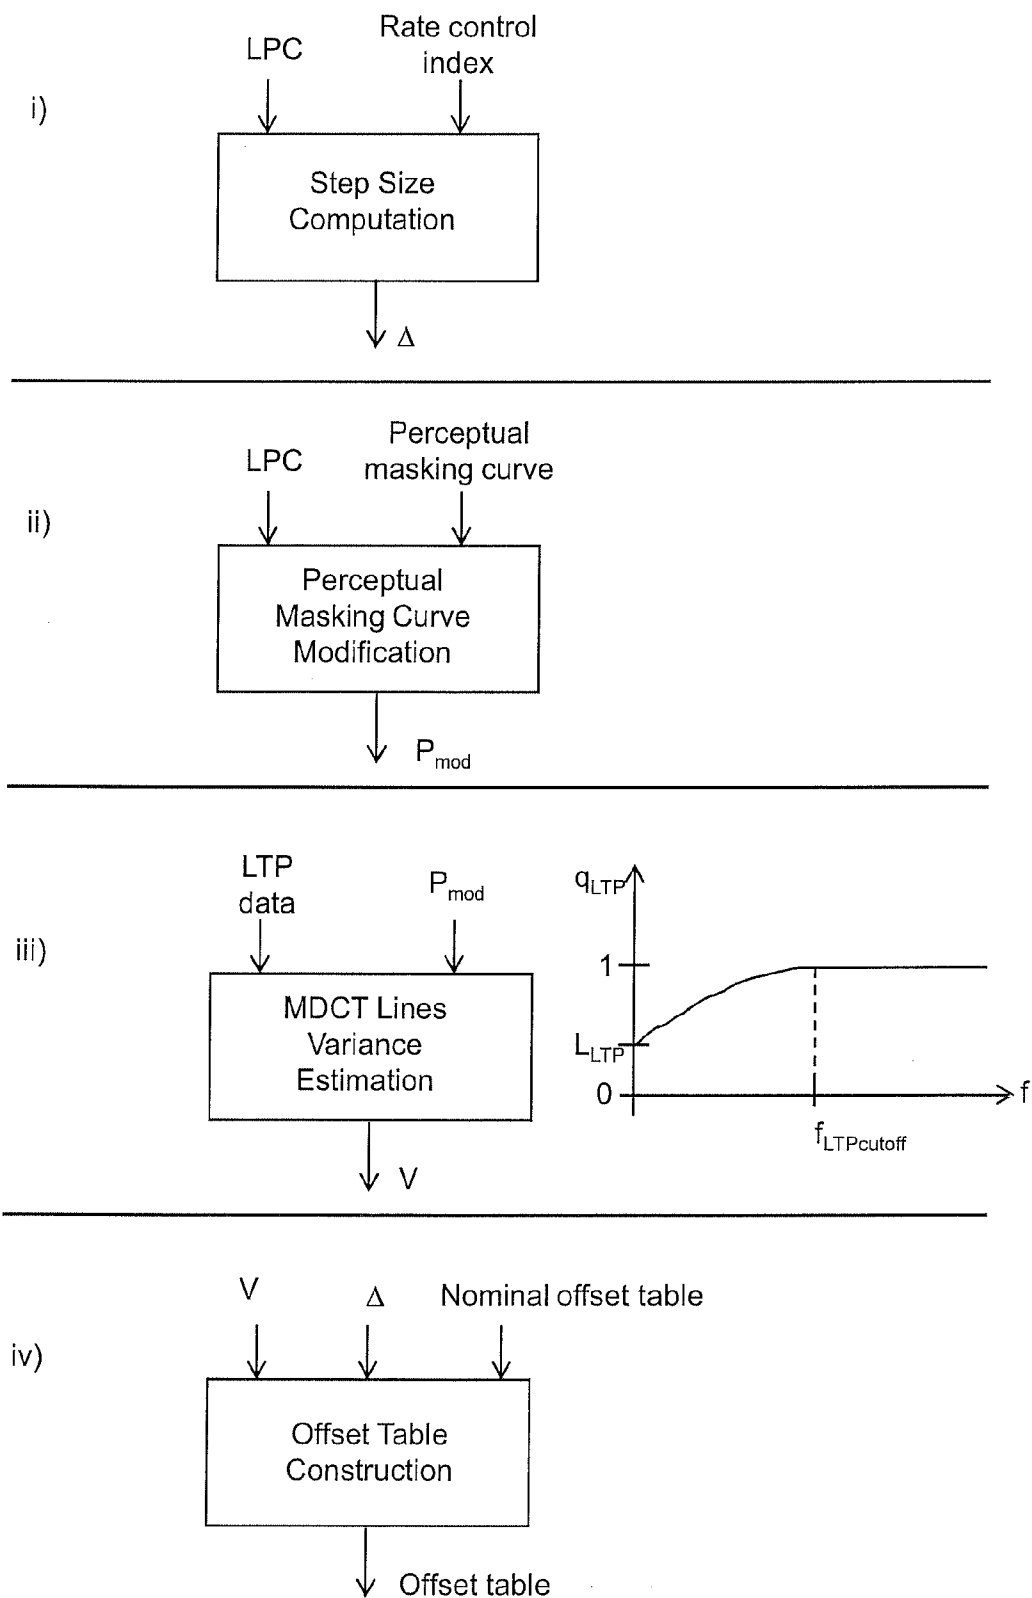 i)
LPC
Rate control
index
Step Size
Computation
Δ
ii)
LPC
Perceptual
masking curve
Perceptual
Masking Curve
Modification
Pmod
iii)
LTP
data
Pmod
MDCT Lines
Variance
Estimation
V
qLTP
1
LLTP
0
f
fLTPcutoff
iv)
V
Δ
Nominal offset table
Offset Table
Construction
Offset table